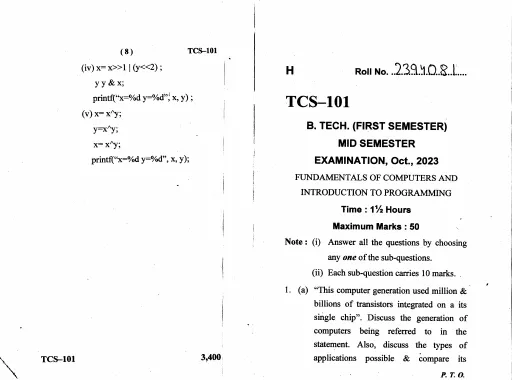 ( 8 ) TCS–101
(iv) x= x>>1 | (y<<2) ;
y y & x;
printf("x=%d y=%d", x, y) ;
(v) x= x^y;
y=x^y;
x= x^y;
printf("x=%d y=%d", x, y);
TCS–101 3,400
H Roll No. ..2394081....
TCS–101
B. TECH. (FIRST SEMESTER)
MID SEMESTER
EXAMINATION, Oct., 2023
FUNDAMENTALS OF COMPUTERS AND
INTRODUCTION TO PROGRAMMING
Time : 1½ Hours
Maximum Marks : 50
Note : (i) Answer all the questions by choosing
any one of the sub-questions.
(ii) Each sub-question carries 10 marks.
1. (a) "This computer generation used million &
billions of transistors integrated on a its
single chip". Discuss the generation of
computers being referred to in the
statement. Also, discuss the types of
applications possible & compare its
P. T. O.